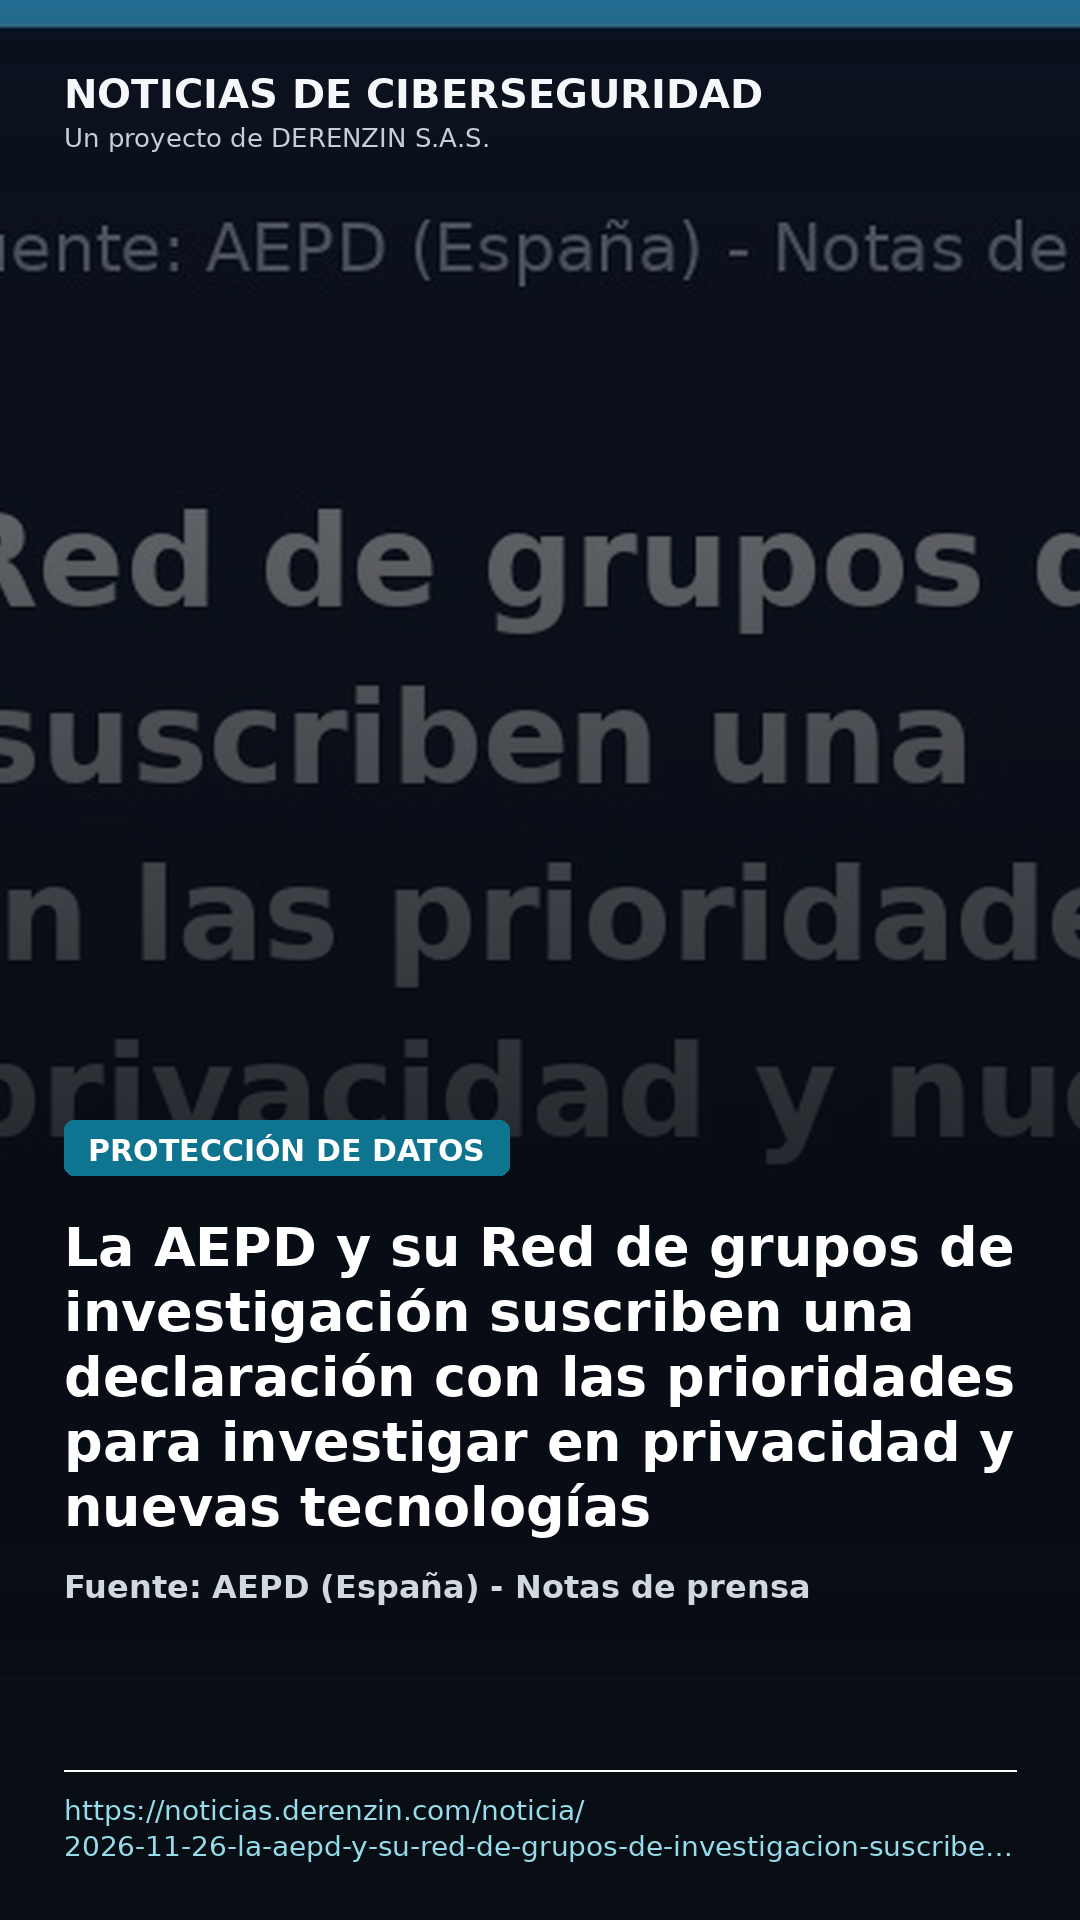 NOTICIAS DE CIBERSEGURIDAD
Un proyecto de DERENZIN S.A.S.
uente: AEPD (España) - Notas de
Red de grupos d
suscriben una
n las prioridade
privacidad y nue
PROTECCIÓN DE DATOS
La AEPD y su Red de grupos de
investigación suscriben una
declaración con las prioridades
para investigar en privacidad y
nuevas tecnologías
Fuente: AEPD (España) - Notas de prensa
https://noticias.derenzin.com/noticia/
2026-11-26-la-aepd-y-su-red-de-grupos-de-investigacion-suscribe…